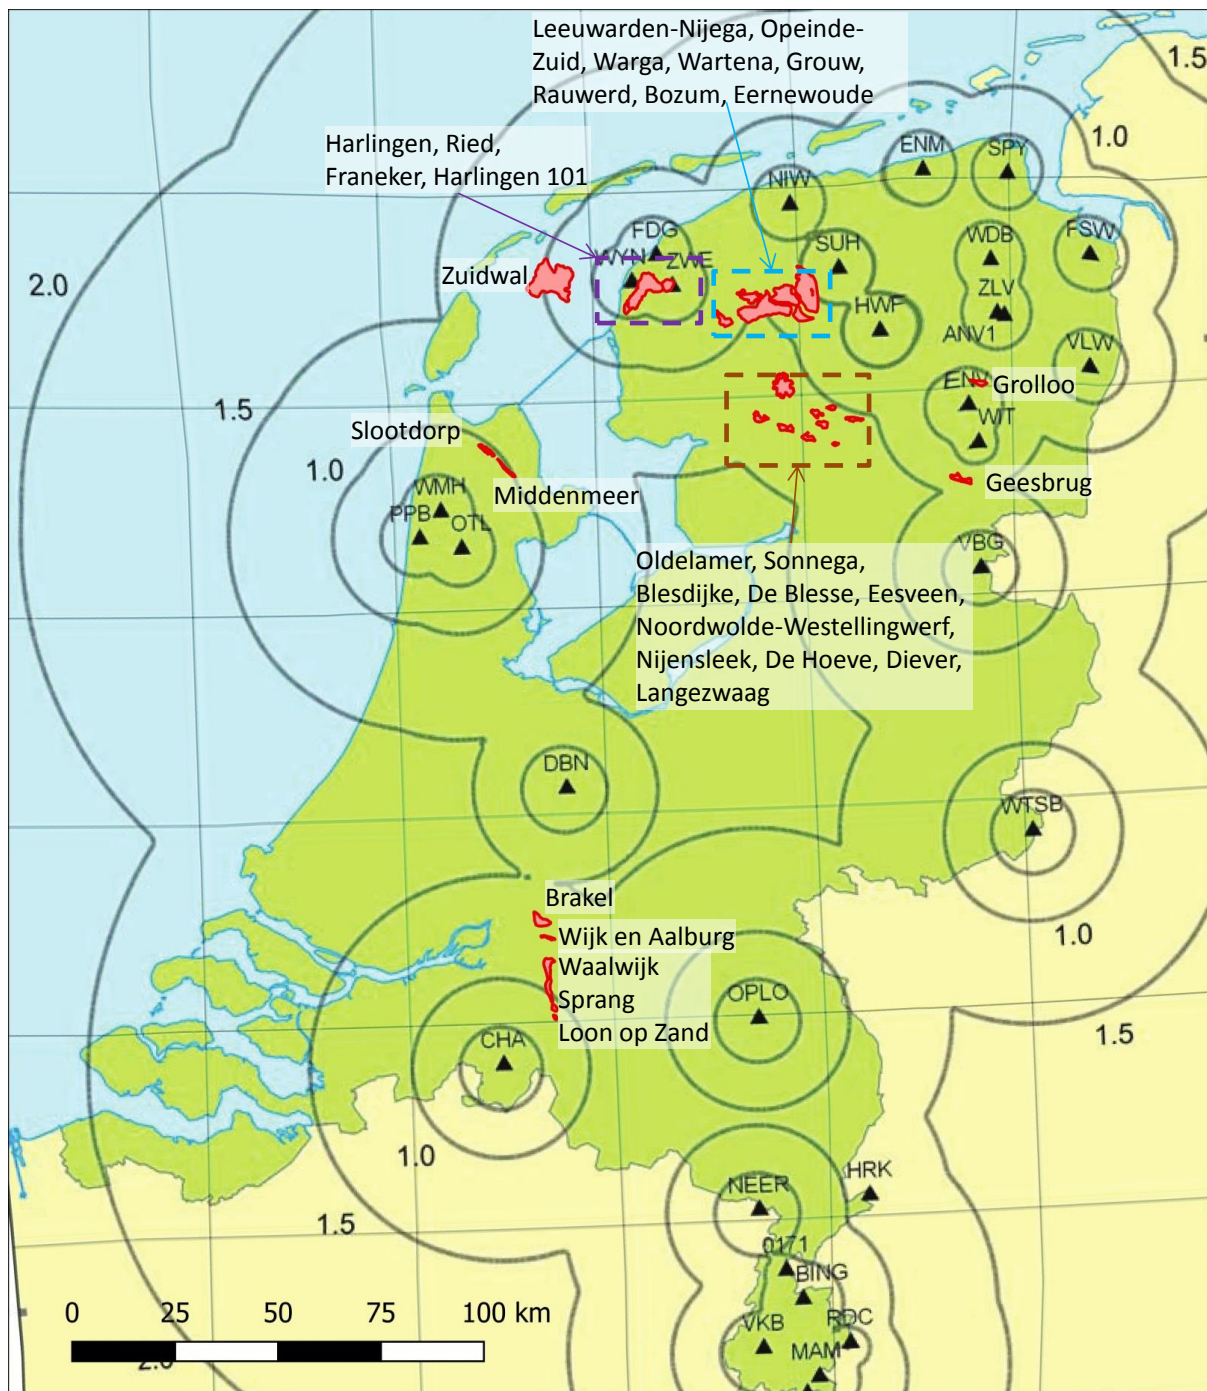 Leeuwarden-Nijega, Opeinde-
Zuid, Warga, Wartena, Grouw,
Rauwerd, Bozum, Eernewoude
1.5
1.0
Harlingen, Ried,
Franeker, Harlingen 101
ENM
SPY
NIW
FDG
SUH
WDB
FSW
WYN
ZWE
Zuidwal
2.0
ZLV
HWF
ANV1
VLW
ENV
Grolloo
1.5
Slootdorp
WIT
1.0
Middenmeer
Geesbrug
WMH
PPB
OTL
VBG
Oldelamer, Sonnega,
Blesdijke, De Blesse, Eesveen,
Noordwolde-Westellingwerf,
Nijensleek, De Hoeve, Diever,
Langezwaag
DBN
WTSB
Brakel
Wijk en Aalburg
1.0
Waalwijk
Sprang
Loon op Zand
OPLO
1.5
CHA
1.0
HRK
NEER
1.5
0171
BING
0 25 50 75 100 km
VKB
RDC
MAM
2.0